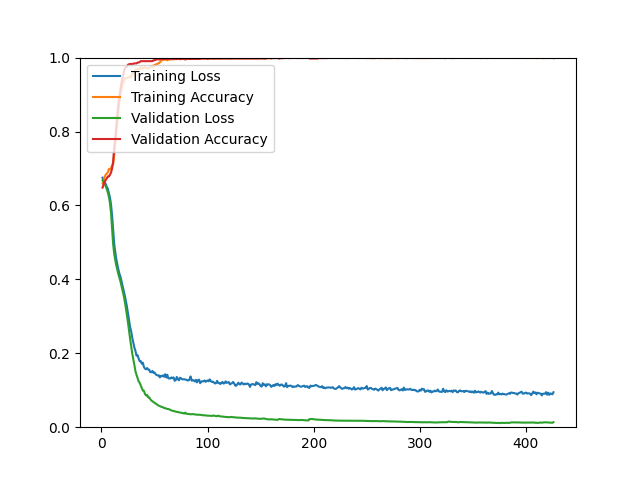 1.0
0.8
0.6
0.4
0.2
0.0
Training Loss
Training Accuracy
Validation Loss
Validation Accuracy
0 100 200 300 400